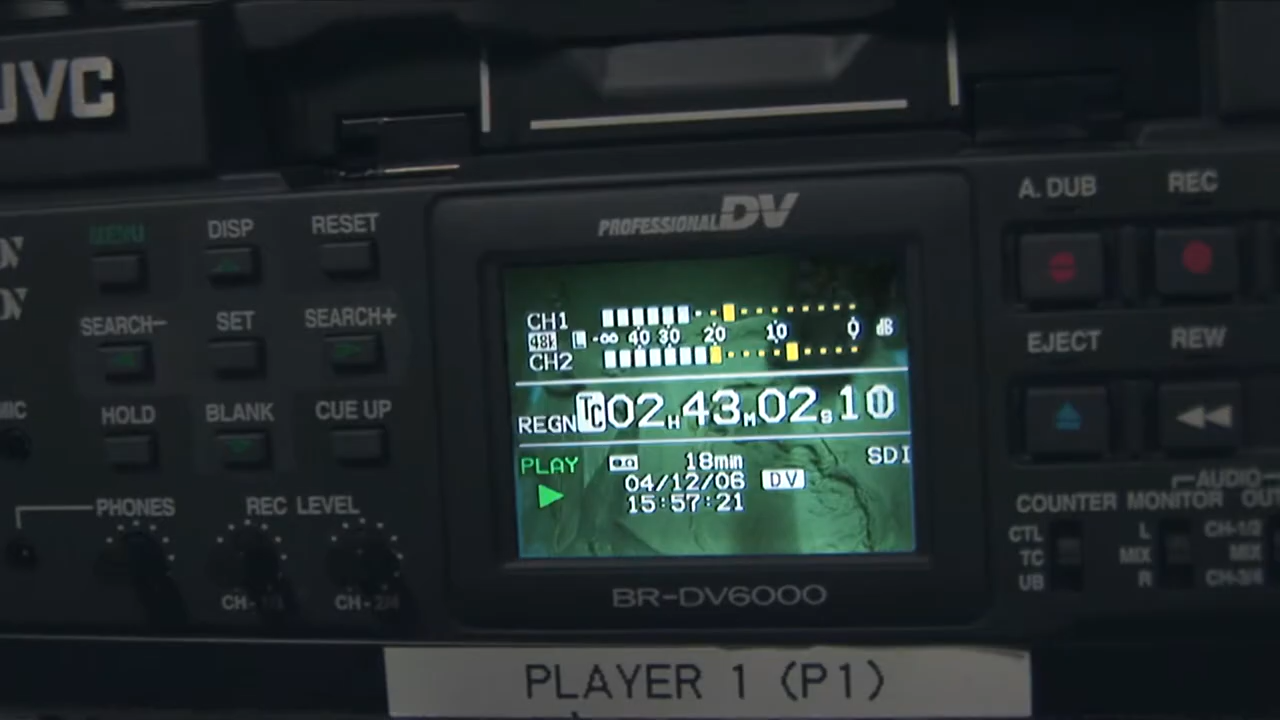 JVC
PROFESSIONAL DV
A. DUB REC
MENU DISP RESET
SEARCH- SET SEARCH+
HOLD BLANK CUE UP
PHONES REC LEVEL
CH-1/3 CH-2/4
CH1
48k L -∞ 40 30 20 10 0 dB
CH2
REGN TC 02H43M02S10
PLAY 18min SDI
04/12/06 DV
15:57:21
BR-DV6000
EJECT REW
AUDIO
COUNTER MONITOR
CTL L CH-1/2
TC MIX MIX
UB R CH-3/4
PLAYER 1 (P1)